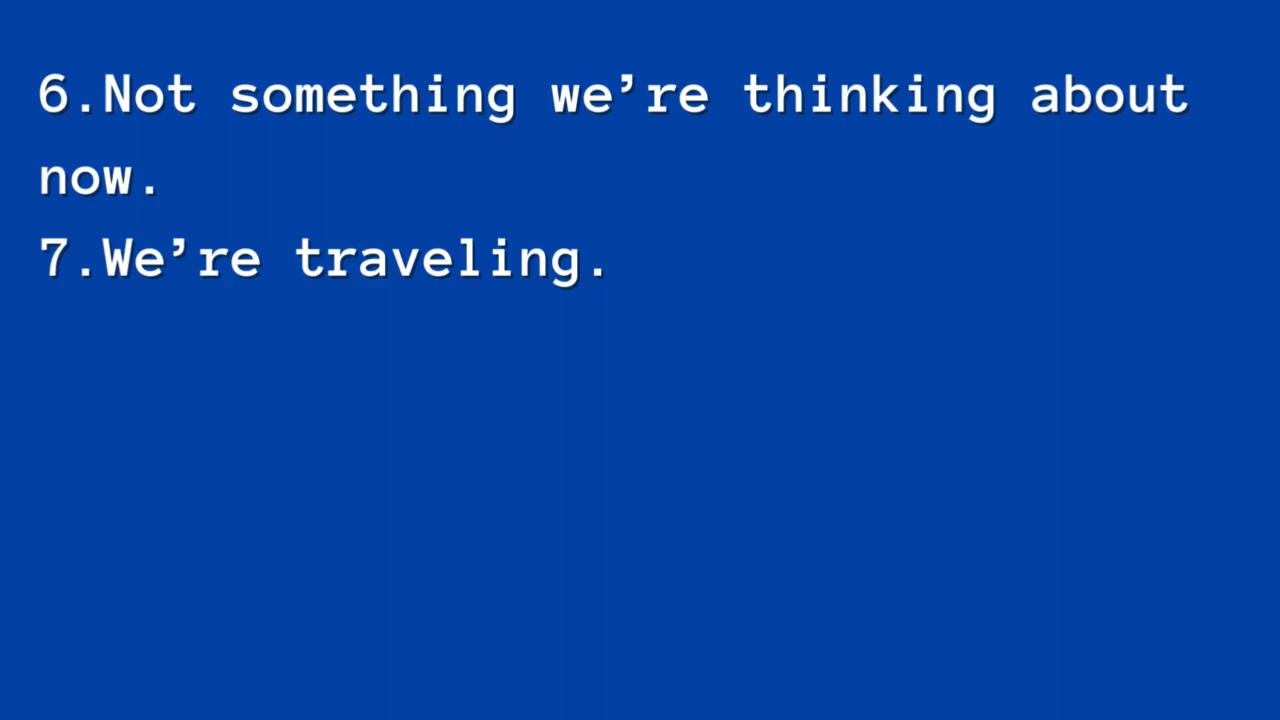 6.Not something we’re thinking about
now.
7.We’re traveling.